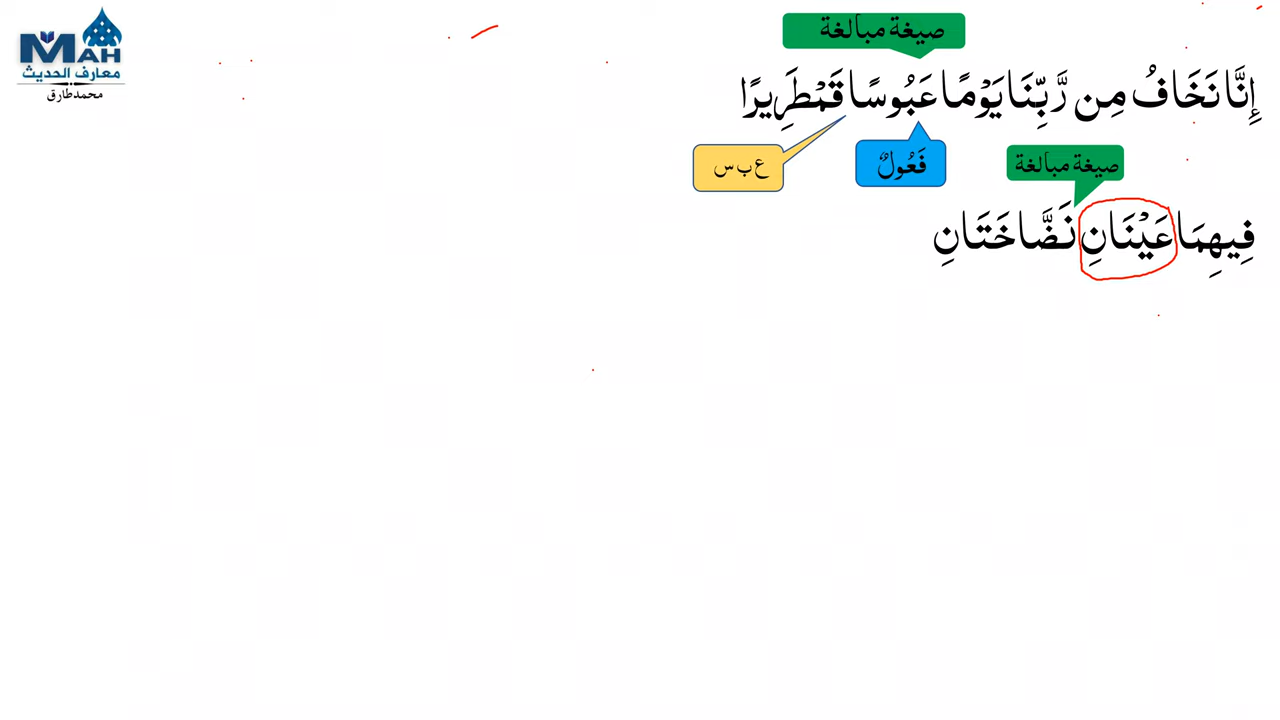 MAH
معارف الحديث
محمد طارق
صيغة مبالغة
إِنَّا نَخَافُ مِن رَّبِّنَا يَوْمًا عَبُوسًا قَمْطَرِيرًا
فَعُولٌ
ع ب س
صيغة مبالغة
فِيهِمَا عَيْنَانِ نَضَّاخَتَانِ